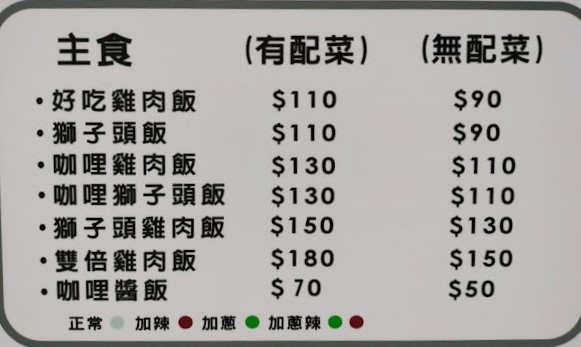 主食 (有配菜) (無配菜)
・好吃雞肉飯 $110 $90
・獅子頭飯 $110 $90
・咖哩雞肉飯 $130 $110
・咖哩獅子頭飯 $130 $110
・獅子頭雞肉飯 $150 $130
・雙倍雞肉飯 $180 $150
・咖哩醬飯 $70 $50
正常 加辣 加蔥 加蔥辣